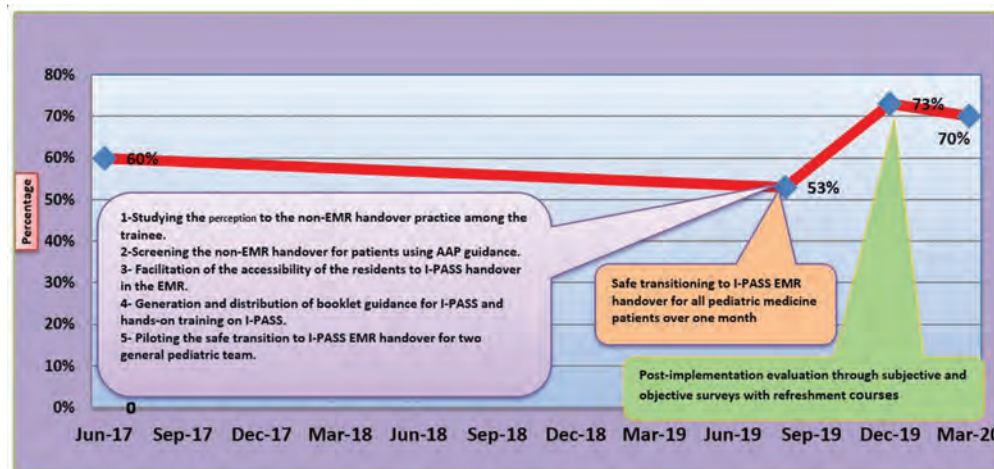 80%
70%
60%
50%
40%
30%
20%
10%
0%
Percentage
60%
53%
73%
70%
0
1-Studying the perception to the non-EMR handover practice among the
trainee.
2-Screening the non-EMR handover for patients using AAP guidance.
3- Facilitation of the accessibility of the residents to I-PASS handover
in the EMR.
4- Generation and distribution of booklet guidance for I-PASS and
hands-on training on I-PASS.
5- Piloting the safe transition to I-PASS EMR handover for two
general pediatric team.
Safe transitioning to I-PASS EMR
handover for all pediatric medicine
patients over one month
Post-implementation evaluation through subjective and
objective surveys with refreshment courses
Jun-17 Sep-17 Dec-17 Mar-18 Jun-18 Sep-18 Dec-18 Mar-19 Jun-19 Sep-19 Dec-19 Mar-20